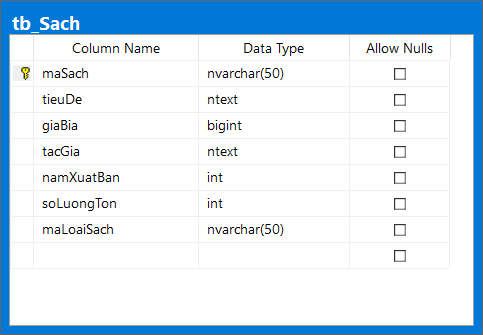 tb_Sach
Column Name Data Type Allow Nulls
maSach nvarchar(50)
tieuDe ntext
giaBia bigint
tacGia ntext
namXuatBan int
soLuongTon int
maLoaiSach nvarchar(50)